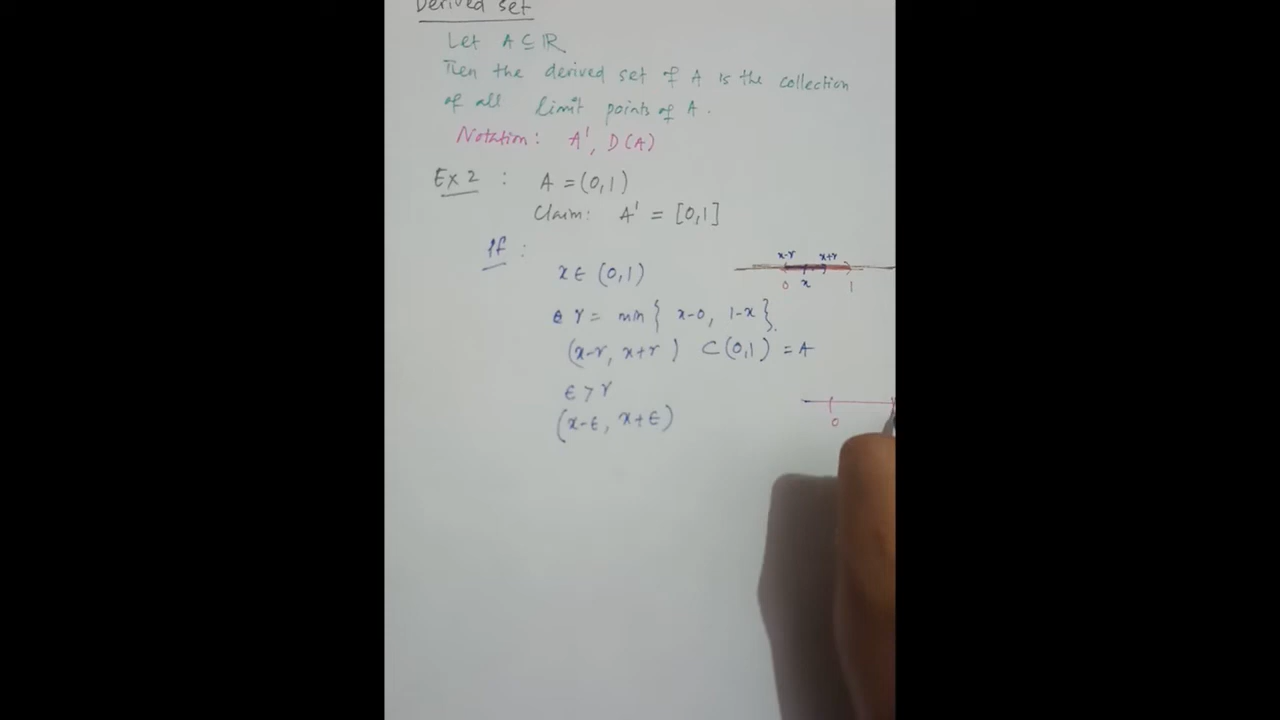 Derived set
Let A ⊆ ℝ
Then the derived set of A is the collection
of all limit points of A.
Notation: A', D(A)
Ex 2 : A = (0,1)
Claim: A' = [0,1]
If :
x ∈ (0,1)
x-r x+r
0 x 1
r = min { x-0, 1-x }.
(x-r, x+r) ⊂ (0,1) = A
ϵ > r
(x-ϵ, x+ϵ)
0